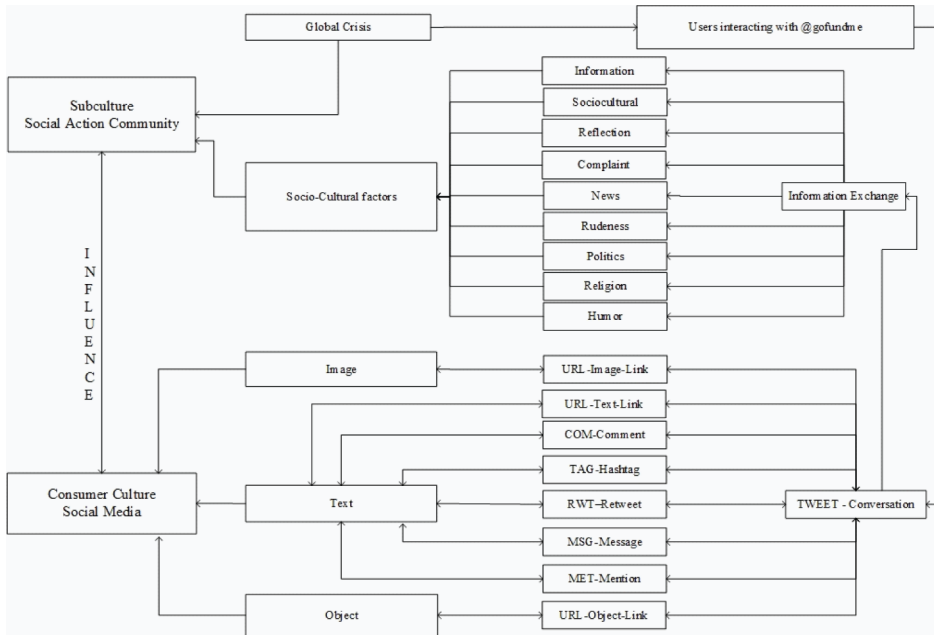 Global Crisis
Users interacting with @gofundme
Subculture
Social Action Community
Information
Sociocultural
Reflection
Complaint
Socio-Cultural factors
News
Information Exchange
Rudeness
Politics
Religion
Humor
INFLUENCE
Image
URL-Image-Link
URL-Text-Link
COM-Comment
TAG-Hashtag
Consumer Culture
Social Media
Text
RWT–Retweet
TWEET - Conversation
MSG-Message
MET-Mention
Object
URL-Object-Link